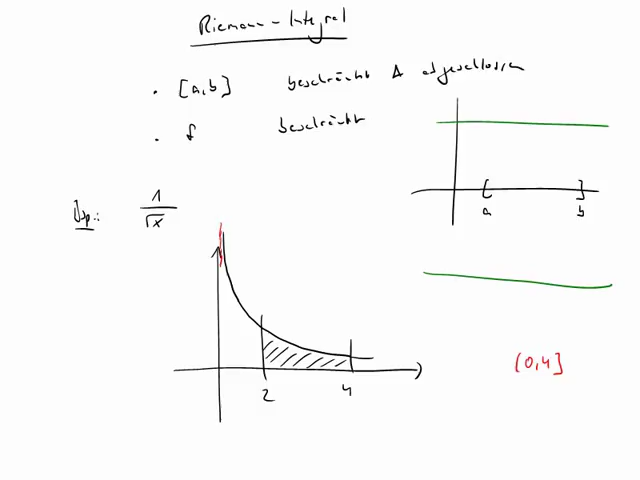 Riemann-Integral
· [a,b] beschränkt ∧ abgeschlossen
· f beschränkt
Bsp.: 1/√x
[ ]
a b
(0,4]
2 4